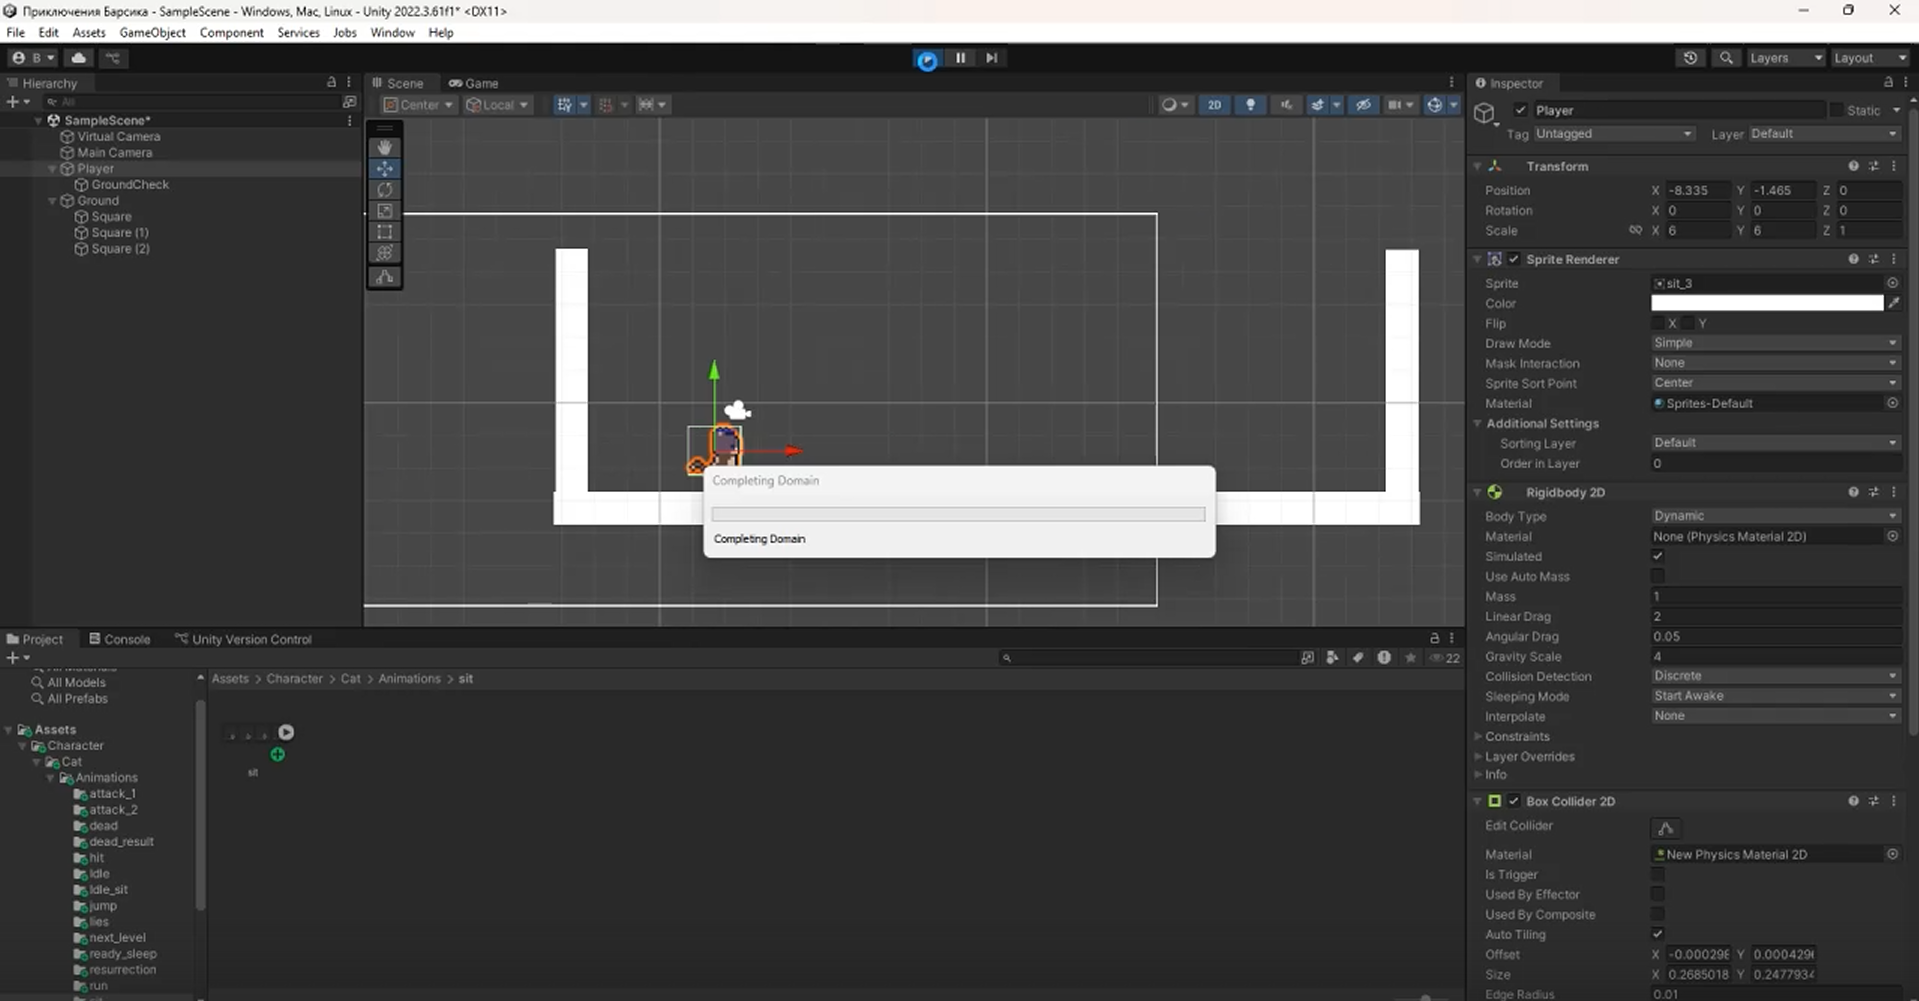 Приключения Барсика - SampleScene - Windows, Mac, Linux - Unity 2022.3.61f1* <DX11>
File Edit Assets GameObject Component Services Jobs Window Help
B Layers Layout
Hierarchy
All
SampleScene*
Virtual Camera
Main Camera
Player
GroundCheck
Ground
Square
Square (1)
Square (2)
Scene Game
Center Local 2D
Completing Domain
Completing Domain
Inspector
Player Static
Tag Untagged Layer Default
Transform
Position X -8.335 Y -1.465 Z 0
Rotation X 0 Y 0 Z 0
Scale X 6 Y 6 Z 1
Sprite Renderer
Sprite sit_3
Color
Flip X Y
Draw Mode Simple
Mask Interaction None
Sprite Sort Point Center
Material Sprites-Default
Additional Settings
Sorting Layer Default
Order in Layer 0
Rigidbody 2D
Body Type Dynamic
Material None (Physics Material 2D)
Simulated
Use Auto Mass
Mass 1
Linear Drag 2
Angular Drag 0.05
Gravity Scale 4
Collision Detection Discrete
Sleeping Mode Start Awake
Interpolate None
Constraints
Layer Overrides
Info
Box Collider 2D
Edit Collider
Material New Physics Material 2D
Is Trigger
Used By Effector
Used By Composite
Auto Tiling
Offset X -0.000298 Y 0.000429
Size X 0.2685018 Y 0.2477934
Edge Radius 0.01
Project Console Unity Version Control
22
All Models
All Prefabs
Assets
Character
Cat
Animations
attack_1
attack_2
dead
dead_result
hit
Idle
Idle_sit
jump
lies
next_level
ready_sleep
resurrection
run
Assets > Character > Cat > Animations > sit
sit